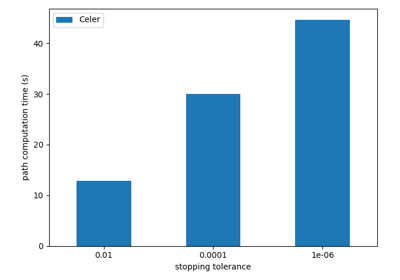 Celer
path computation time (s)
40
30
20
10
0
0.01
0.0001
1e-06
stopping tolerance